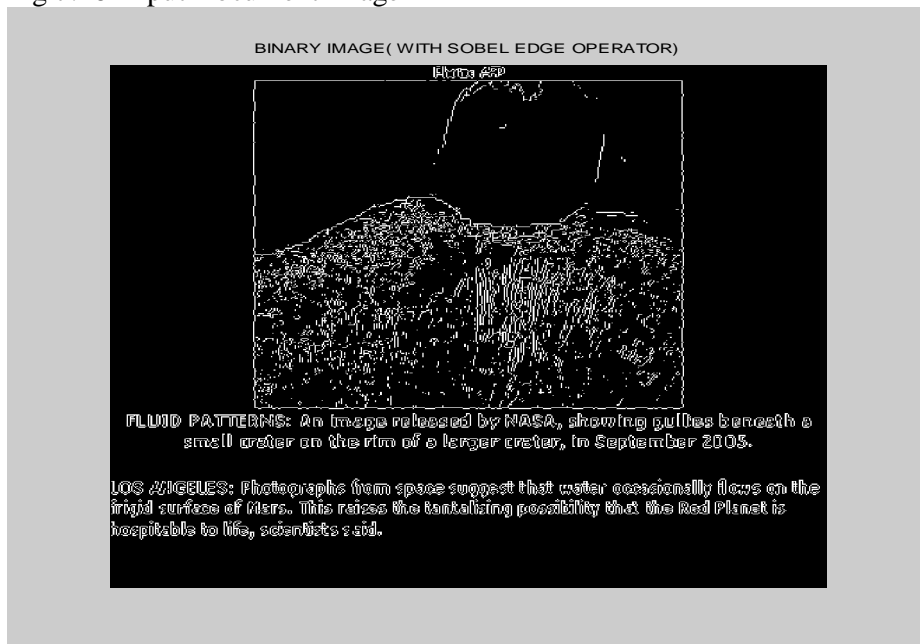 BINARY IMAGE( WITH SOBEL EDGE OPERATOR)
Photo: AFP
FLUID PATTERNS: An image released by NASA, showing gullies beneath a
small crater on the rim of a larger crater, in September 2005.
LOS ANGELES: Photographs from space suggest that water occasionally flows on the
frigid surface of Mars. This raises the tantalising possibility that the Red Planet is
hospitable to life, scientists said.